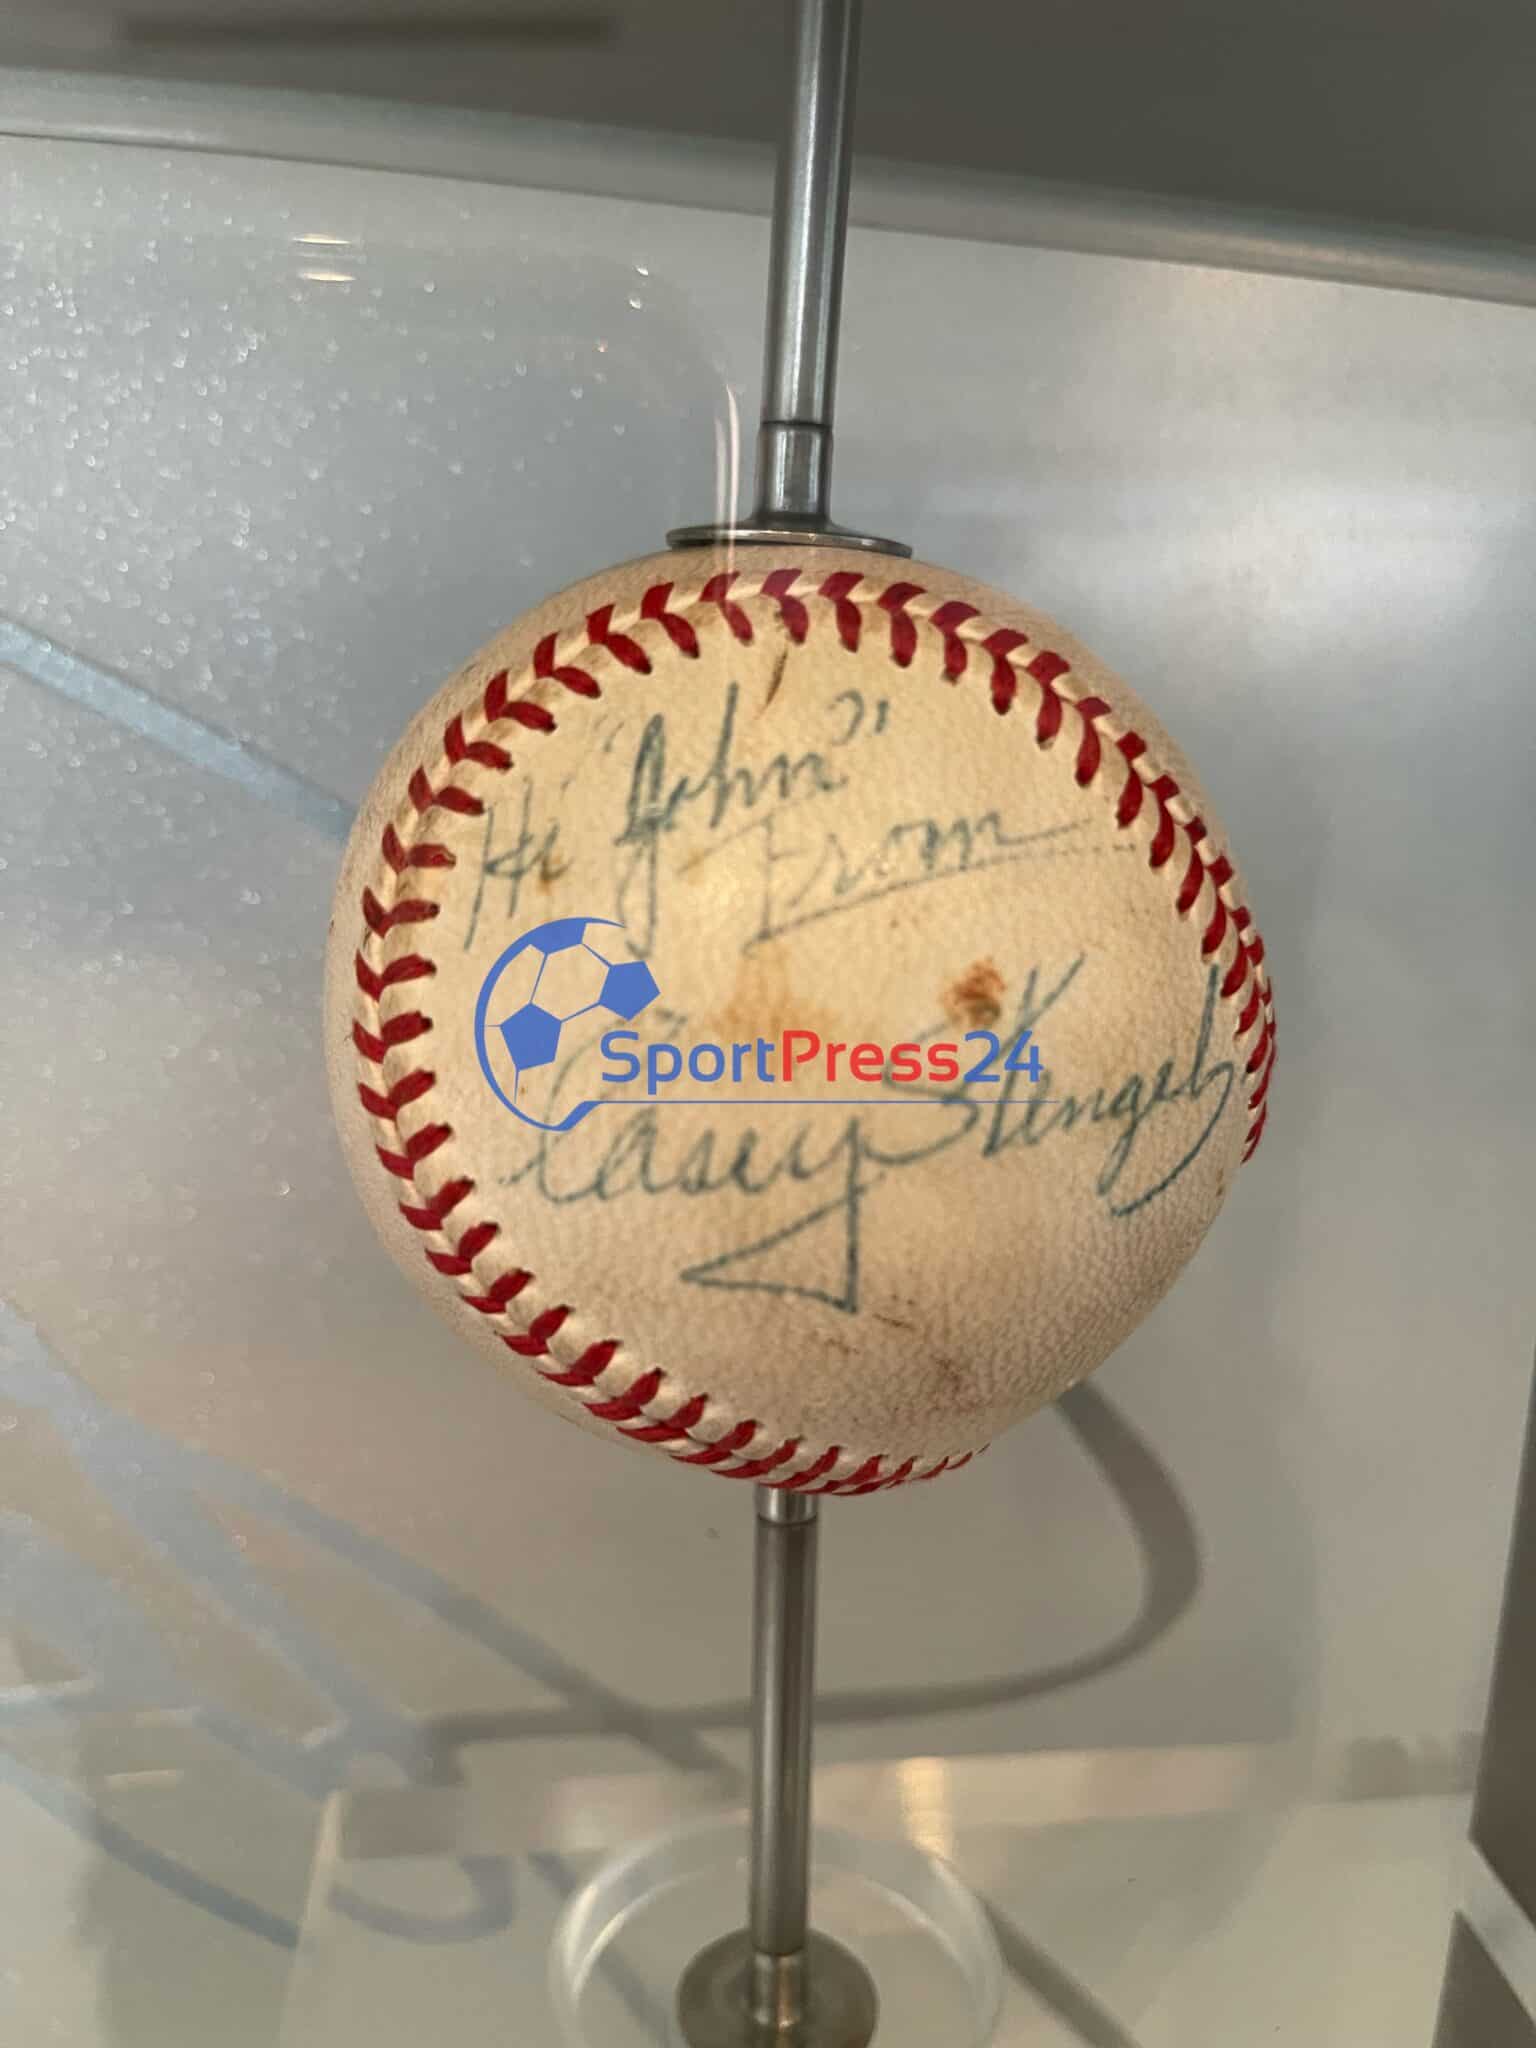 Hi "John"
From
SportPress24
Casey Stengel